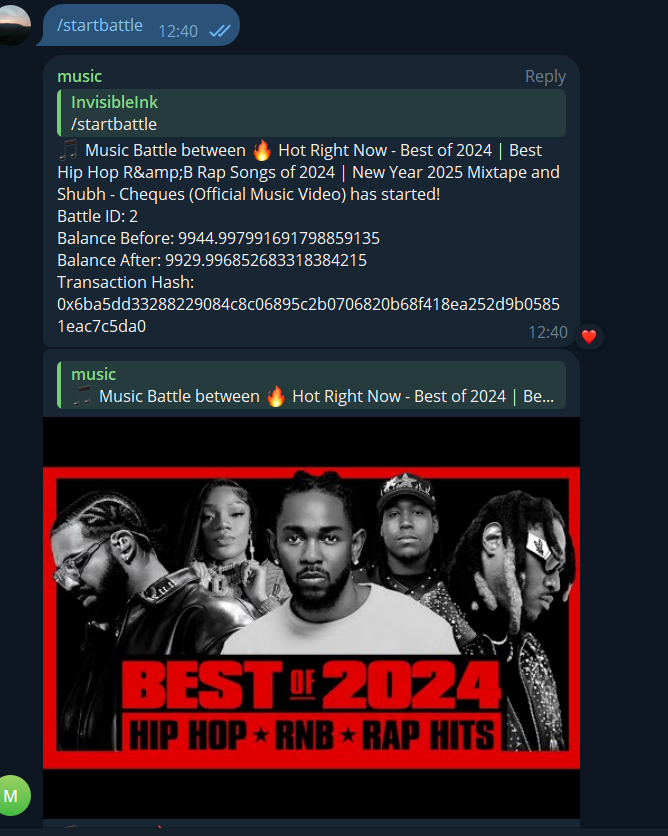 /startbattle 12:40
music Reply
InvisibleInk
/startbattle
🎵 Music Battle between 🔥 Hot Right Now - Best of 2024 | Best
Hip Hop R&amp;B Rap Songs of 2024 | New Year 2025 Mixtape and
Shubh - Cheques (Official Music Video) has started!
Battle ID: 2
Balance Before: 9944.997991691798859135
Balance After: 9929.996852683318384215
Transaction Hash:
0x6ba5dd33288229084c8c06895c2b0706820b68f418ea252d9b0585
1eac7c5da0
12:40
music
🎵 Music Battle between 🔥 Hot Right Now - Best of 2024 | Be...
BEST OF 2024
HIP HOP ★ RNB ★ RAP HITS
M